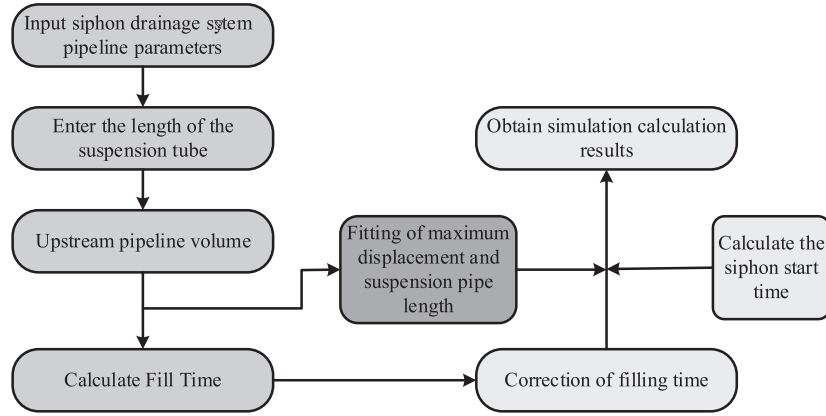 Input siphon drainage sytem
pipeline parameters
Enter the length of the
suspension tube
Upstream pipeline volume
Calculate Fill Time
Fitting of maximum
displacement and
suspension pipe
length
Obtain simulation calculation
results
Calculate the
siphon start
time
Correction of filling time